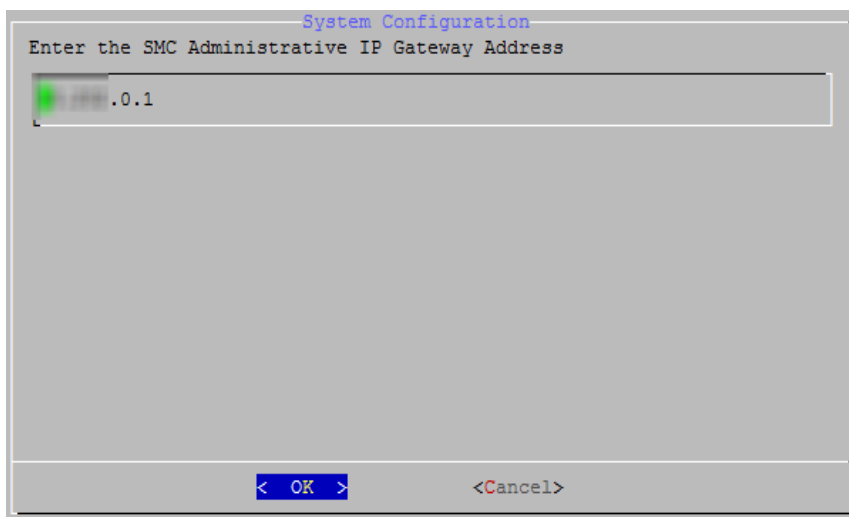 System Configuration
Enter the SMC Administrative IP Gateway Address
.0.1
< OK > <Cancel>